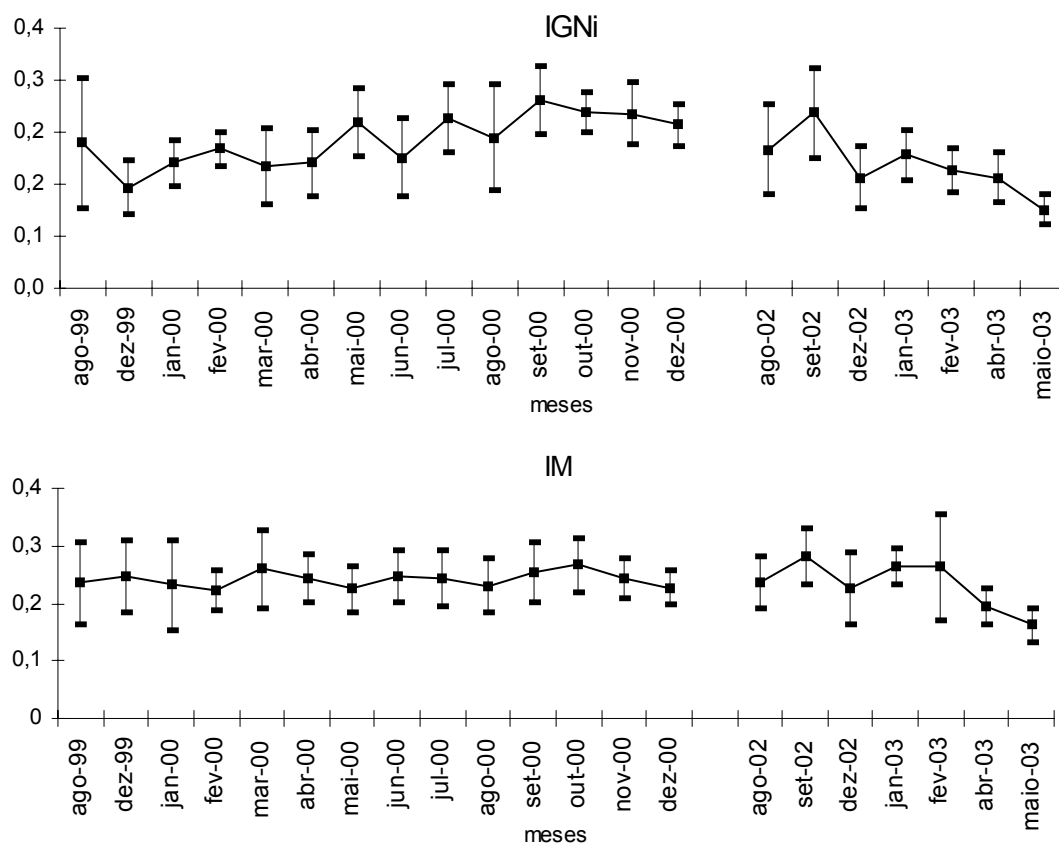 IGNi
0,4
0,3
0,2
0,2
0,1
0,0
ago-99 dez-99 jan-00 fev-00 mar-00 abr-00 mai-00 jun-00 jul-00 ago-00 set-00 out-00 nov-00 dez-00 ago-02 set-02 dez-02 jan-03 fev-03 abr-03 maio-03
meses
IM
0,4
0,3
0,2
0,1
0
ago-99 dez-99 jan-00 fev-00 mar-00 abr-00 mai-00 jun-00 jul-00 ago-00 set-00 out-00 nov-00 dez-00 ago-02 set-02 dez-02 jan-03 fev-03 abr-03 maio-03
meses